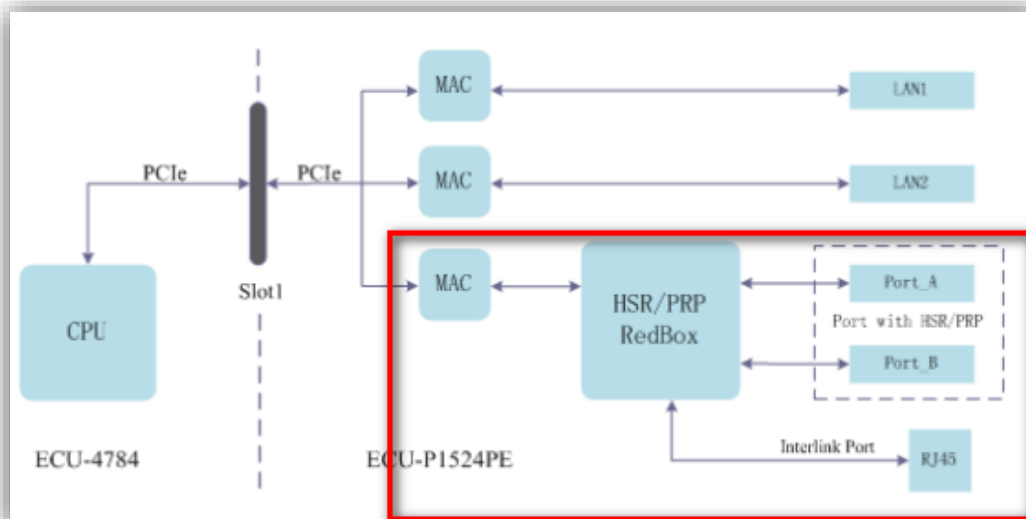 MAC
LAN1
PCIe
PCIe
MAC
LAN2
Slot1
MAC
HSR/PRP
RedBox
Port_A
Port with HSR/PRP
Port_B
CPU
Interlink Port
RJ45
ECU-4784
ECU-P1524PE